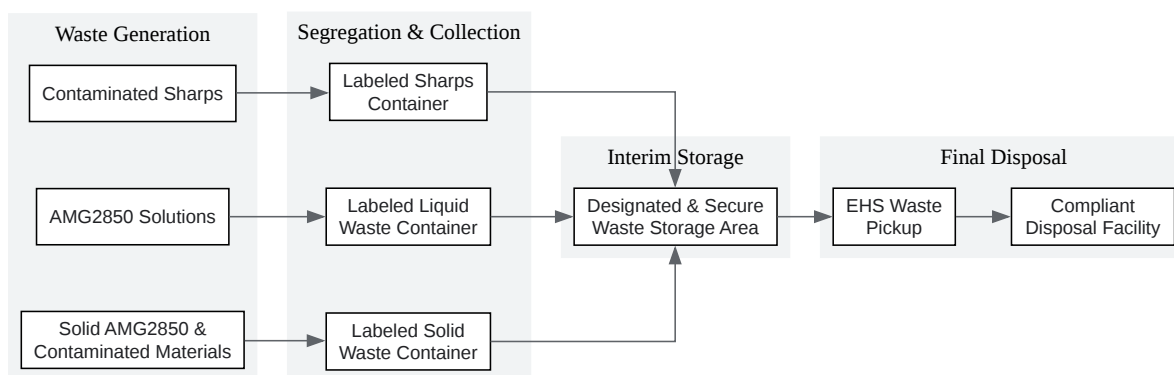 Waste Generation
Segregation & Collection
Contaminated Sharps
Labeled Sharps
Container
Interim Storage
Final Disposal
AMG2850 Solutions
Labeled Liquid
Waste Container
Designated & Secure
Waste Storage Area
EHS Waste
Pickup
Compliant
Disposal Facility
Solid AMG2850 &
Contaminated Materials
Labeled Solid
Waste Container